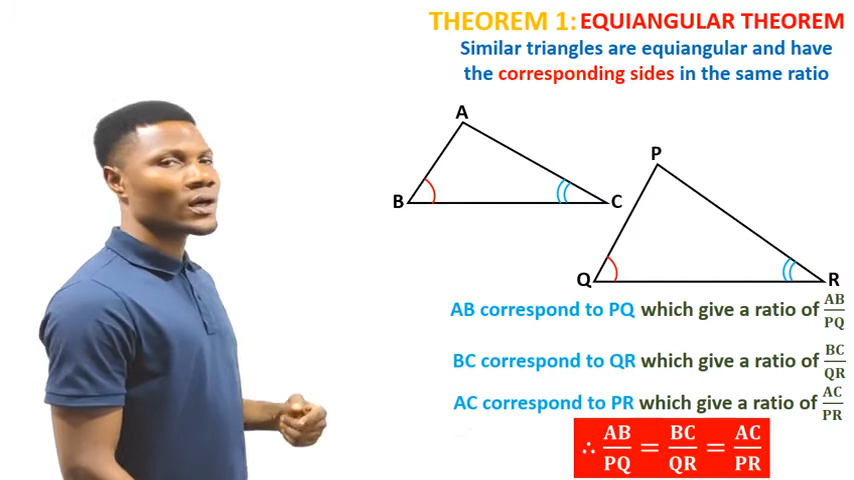 THEOREM 1: EQUIANGULAR THEOREM
Similar triangles are equiangular and have
the corresponding sides in the same ratio
A
P
B
C
Q
R
AB correspond to PQ which give a ratio of AB/PQ
BC correspond to QR which give a ratio of BC/QR
AC correspond to PR which give a ratio of AC/PR
∴ AB/PQ = BC/QR = AC/PR